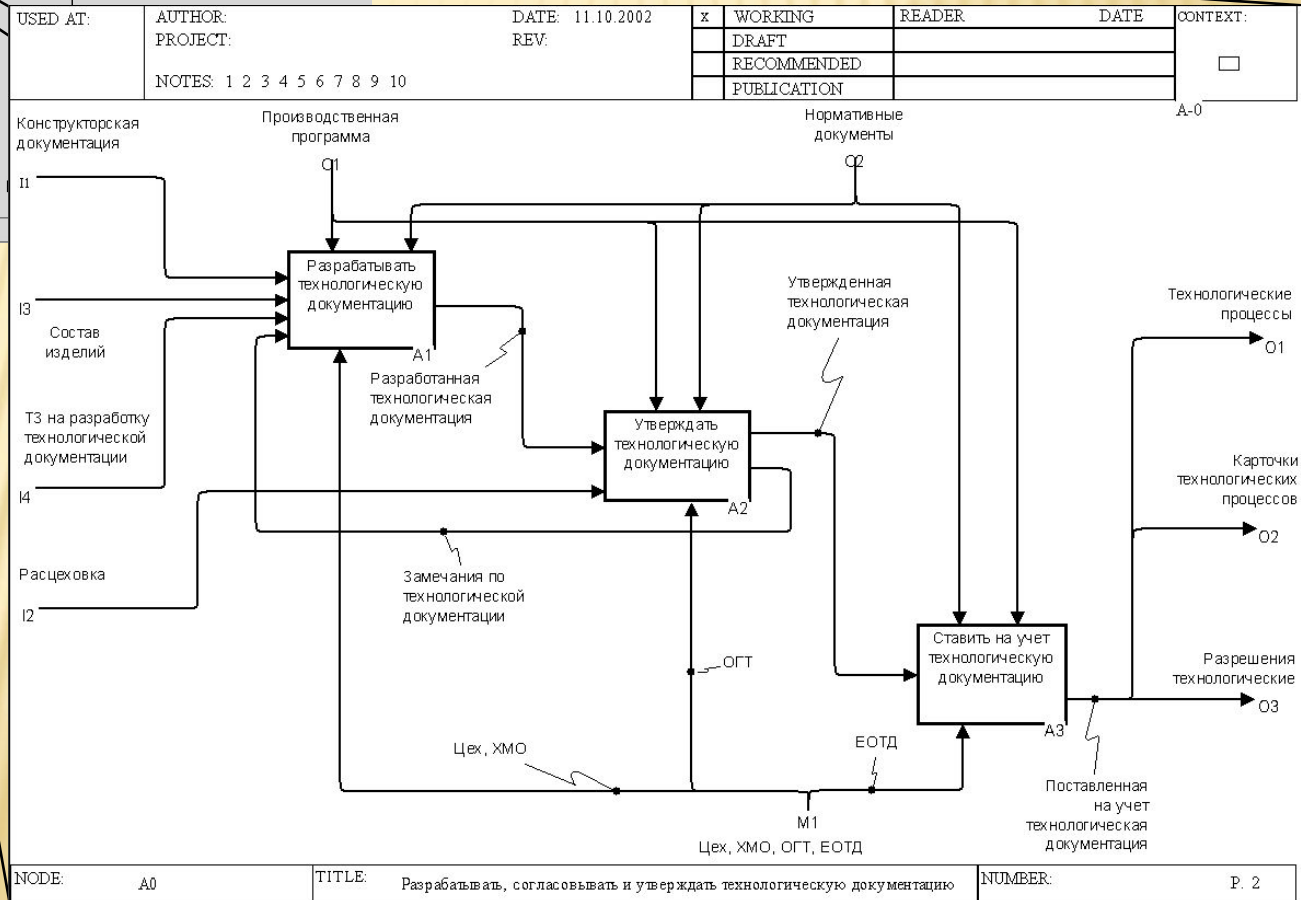 USED AT:
AUTHOR:
DATE: 11.10.2002
PROJECT:
REV:
NOTES: 1 2 3 4 5 6 7 8 9 10
x WORKING
DRAFT
RECOMMENDED
PUBLICATION
READER DATE
CONTEXT:
A-0
Конструкторская
документация
I1
Производственная
программа
O1
Нормативные
документы
O2
Разрабатывать
технологическую
документацию
A1
I3
Состав
изделий
ТЗ на разработку
технологической
документации
I4
Разработанная
технологическая
документация
Утвержденная
технологическая
документация
Технологические
процессы
O1
Утверждать
технологическую
документацию
A2
Карточки
технологических
процессов
O2
Расцеховка
I2
Замечания по
технологической
документации
ОГТ
Ставить на учет
технологическую
документацию
A3
Разрешения
технологические
O3
Цех, ХМО
ЕОТД
M1
Цех, ХМО, ОГТ, ЕОТД
Поставленная
на учет
технологическая
документация
NODE: A0
TITLE: Разрабатывать, согласовывать и утверждать технологическую документацию
NUMBER: P. 2